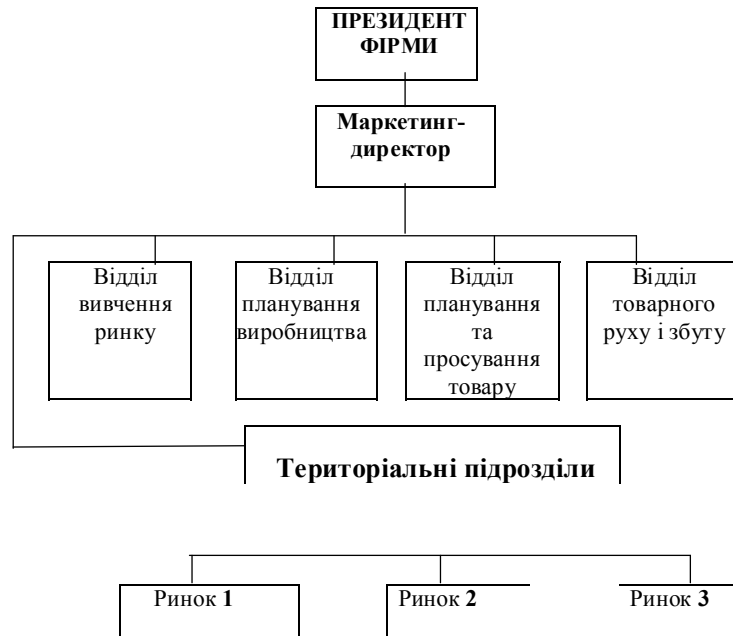 ПРЕЗИДЕНТ
ФІРМИ
Маркетинг-
директор
Відділ
вивчення
ринку
Відділ
планування
виробництва
Відділ
планування
та
просування
товару
Відділ
товарного
руху і збуту
Територіальні підрозділи
Ринок 1
Ринок 2
Ринок 3